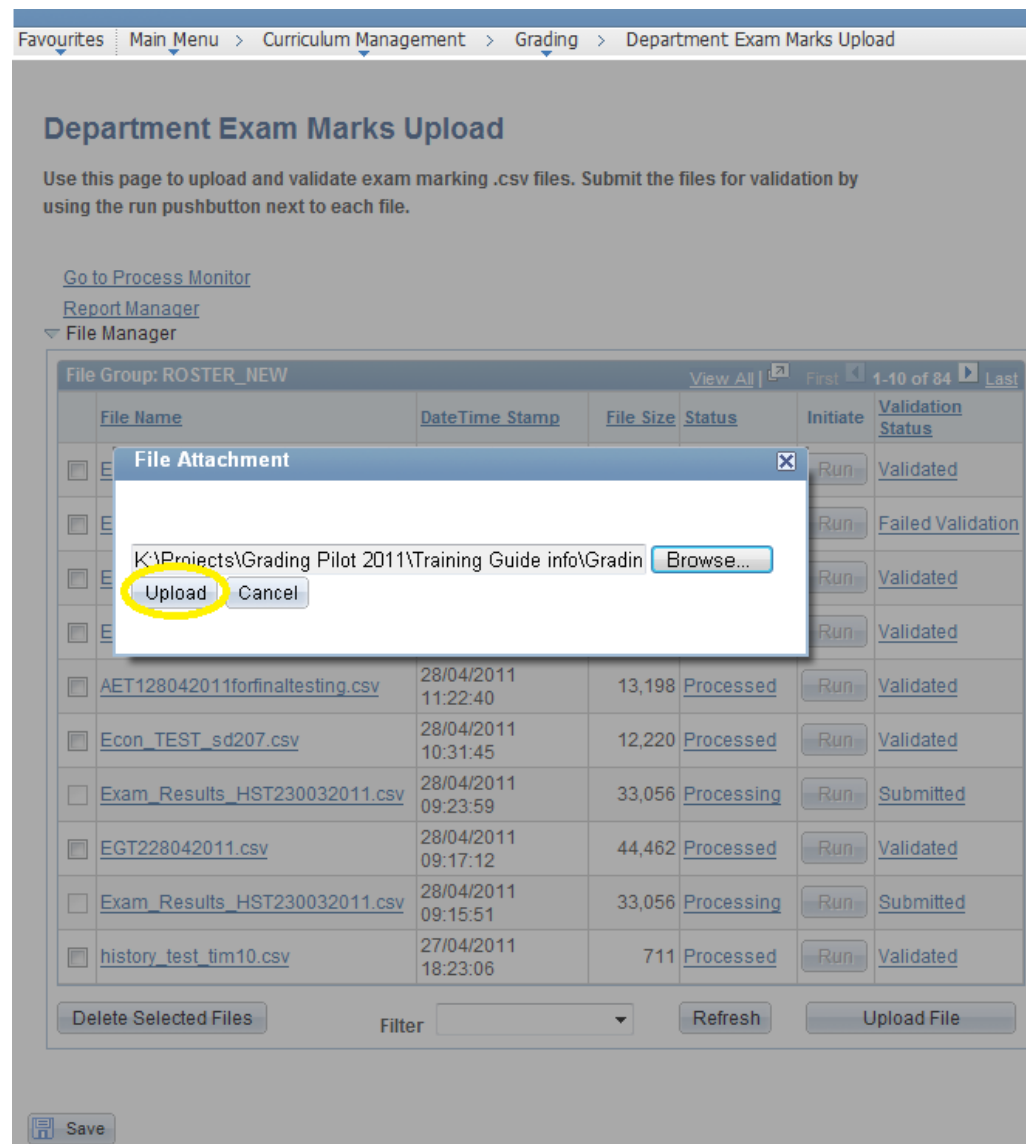 Favourites Main Menu > Curriculum Management > Grading > Department Exam Marks Upload
Department Exam Marks Upload
Use this page to upload and validate exam marking .csv files. Submit the files for validation by
using the run pushbutton next to each file.
Go to Process Monitor
Report Manager
File Manager
File Group: ROSTER_NEW View All | First 1-10 of 84 Last
File Name DateTime Stamp File Size Status Initiate Validation
Status
File Attachment
E Run Validated
E Run Failed Validation
K:\Projects\Grading Pilot 2011\Training Guide info\Gradin Browse...
E Run Validated
Upload Cancel
E Run Validated
AET128042011forfinaltesting.csv 28/04/2011
11:22:40 13,198 Processed Run Validated
Econ_TEST_sd207.csv 28/04/2011
10:31:45 12,220 Processed Run Validated
Exam_Results_HST230032011.csv 28/04/2011
09:23:59 33,056 Processing Run Submitted
EGT228042011.csv 28/04/2011
09:17:12 44,462 Processed Run Validated
Exam_Results_HST230032011.csv 28/04/2011
09:15:51 33,056 Processing Run Submitted
history_test_tim10.csv 27/04/2011
18:23:06 711 Processed Run Validated
Delete Selected Files Filter Refresh Upload File
Save